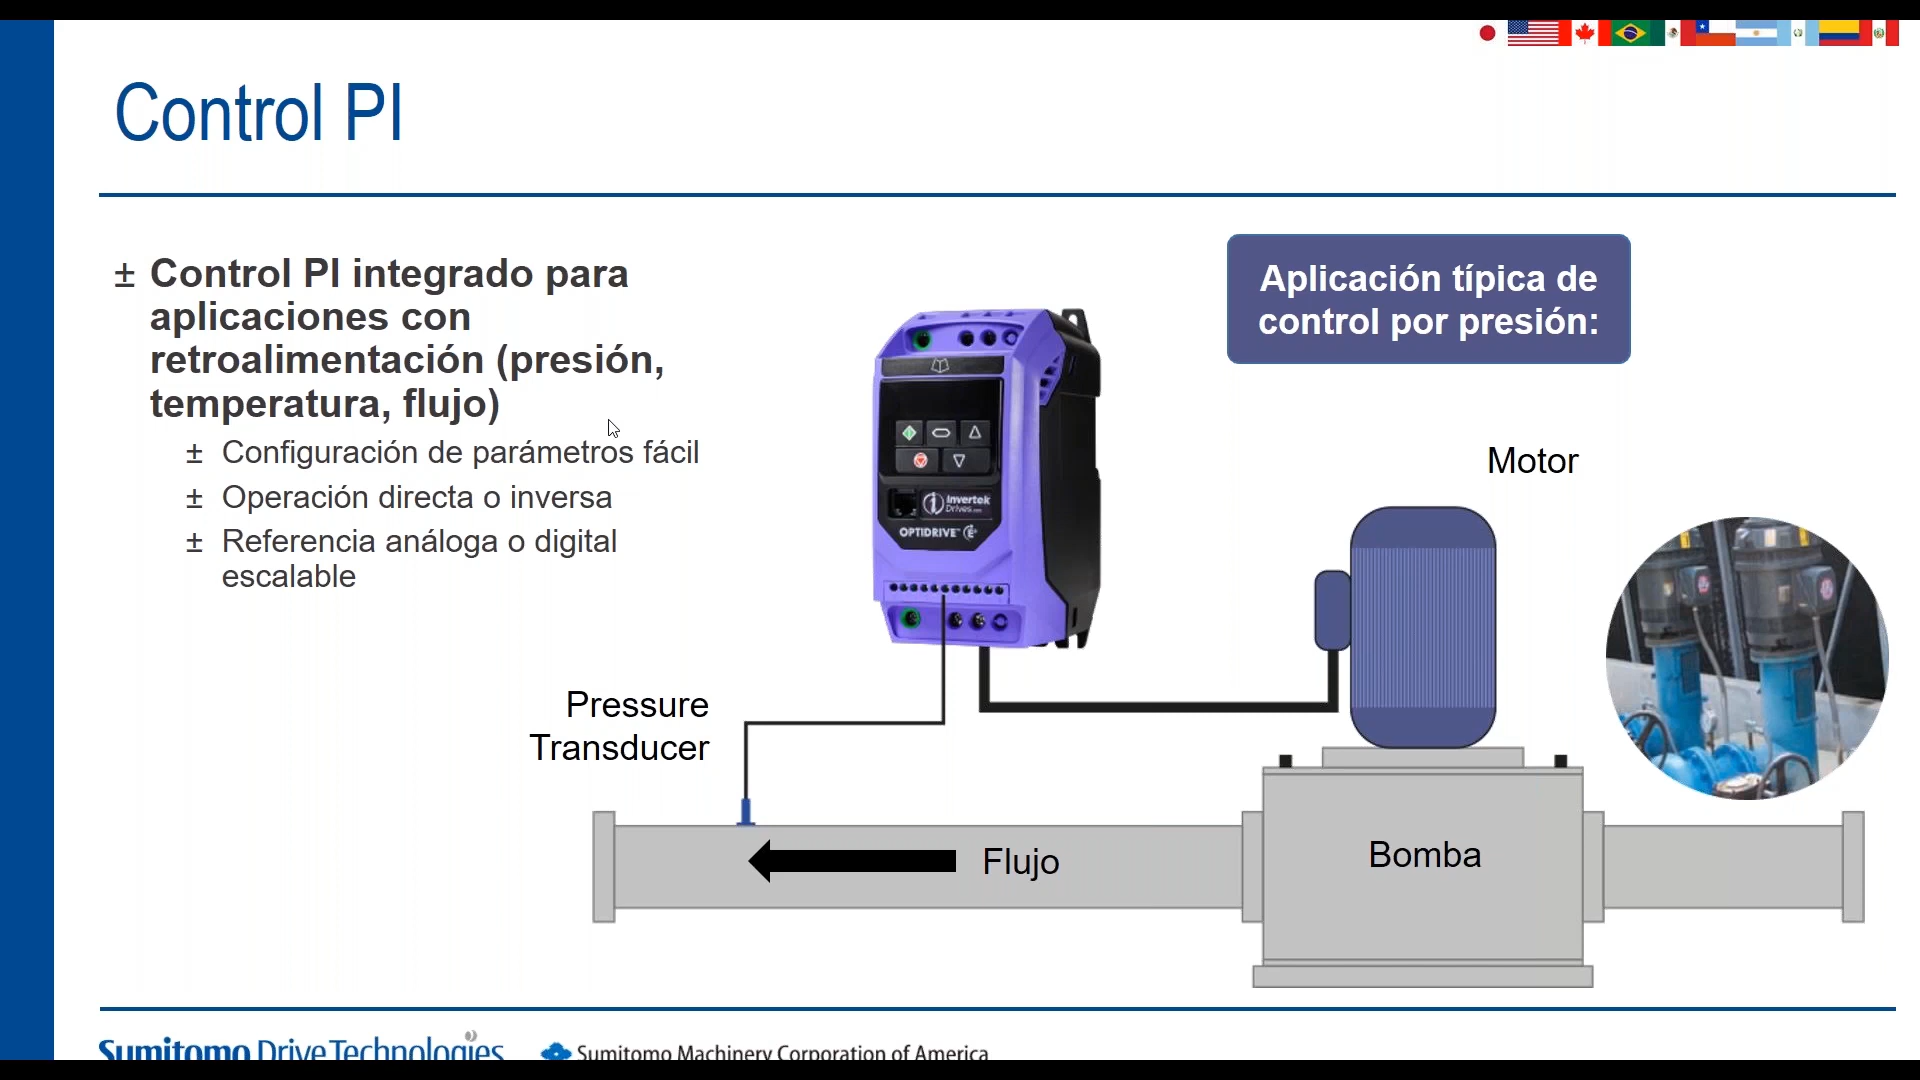 Control PI
± Control PI integrado para
aplicaciones con
retroalimentación (presión,
temperatura, flujo)
± Configuración de parámetros fácil
± Operación directa o inversa
± Referencia análoga o digital
escalable
Aplicación típica de
control por presión:
invertek
Drives.com
OPTIDRIVE E³
Motor
Pressure
Transducer
Flujo
Bomba
Sumitomo Drive Technologies
Sumitomo Machinery Corporation of America